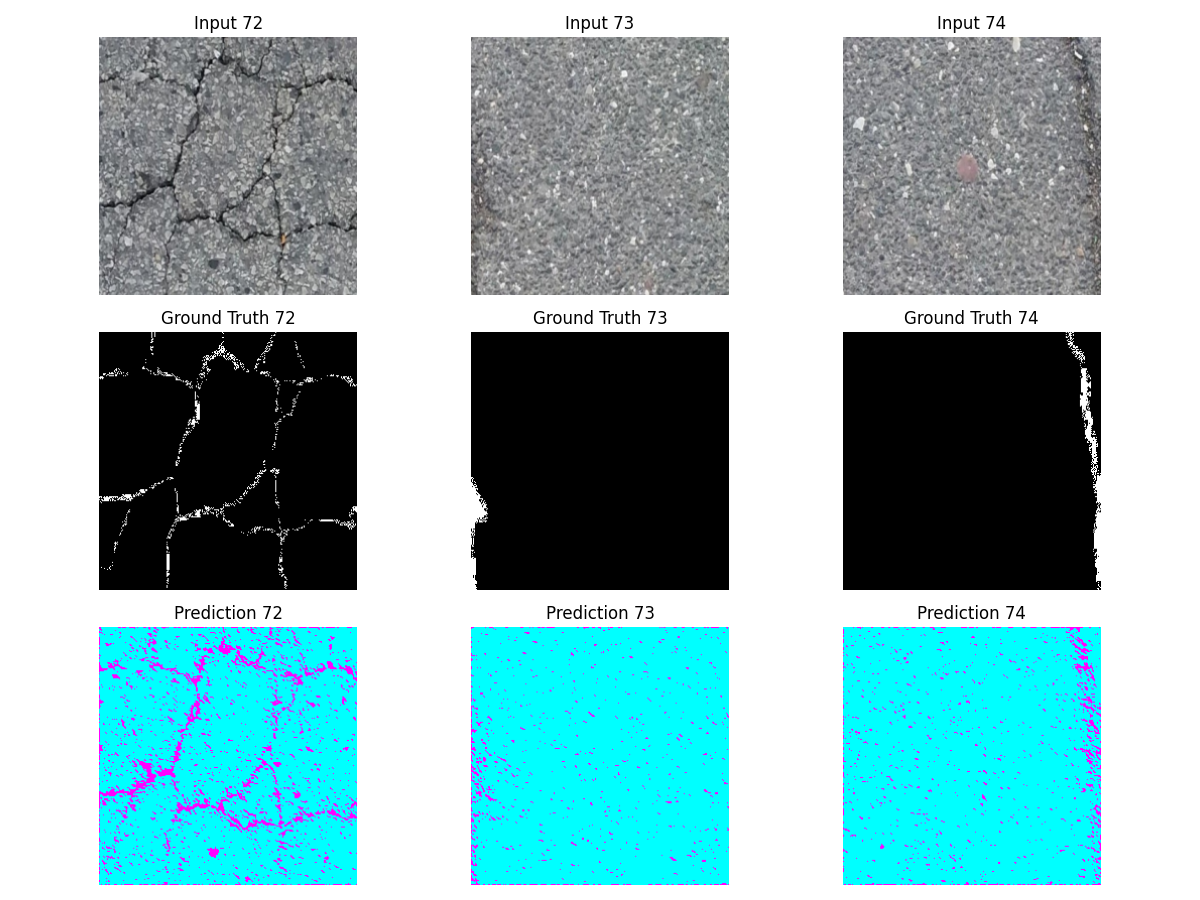 Input 72
Input 73
Input 74
Ground Truth 72
Ground Truth 73
Ground Truth 74
Prediction 72
Prediction 73
Prediction 74